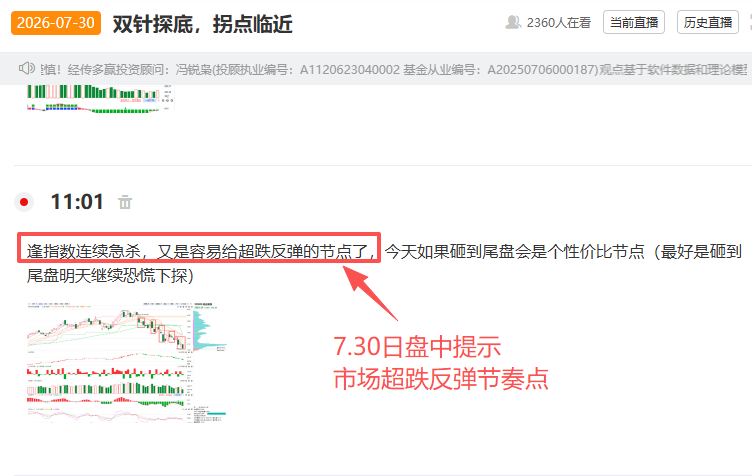 2026-07-30 双针探底，拐点临近 2360人在看 当前直播 历史直播
慎！经传多赢投资顾问：冯锐枭(投顾执业编号：A1120623040002 基金从业编号：A20250706000187)观点基于软件数据和理论模
11:01
逢指数连续急杀，又是容易给超跌反弹的节点了，今天如果砸到尾盘会是个性价比节点（最好是砸到
尾盘明天继续恐慌下探）
7.30日盘中提示
市场超跌反弹节奏点